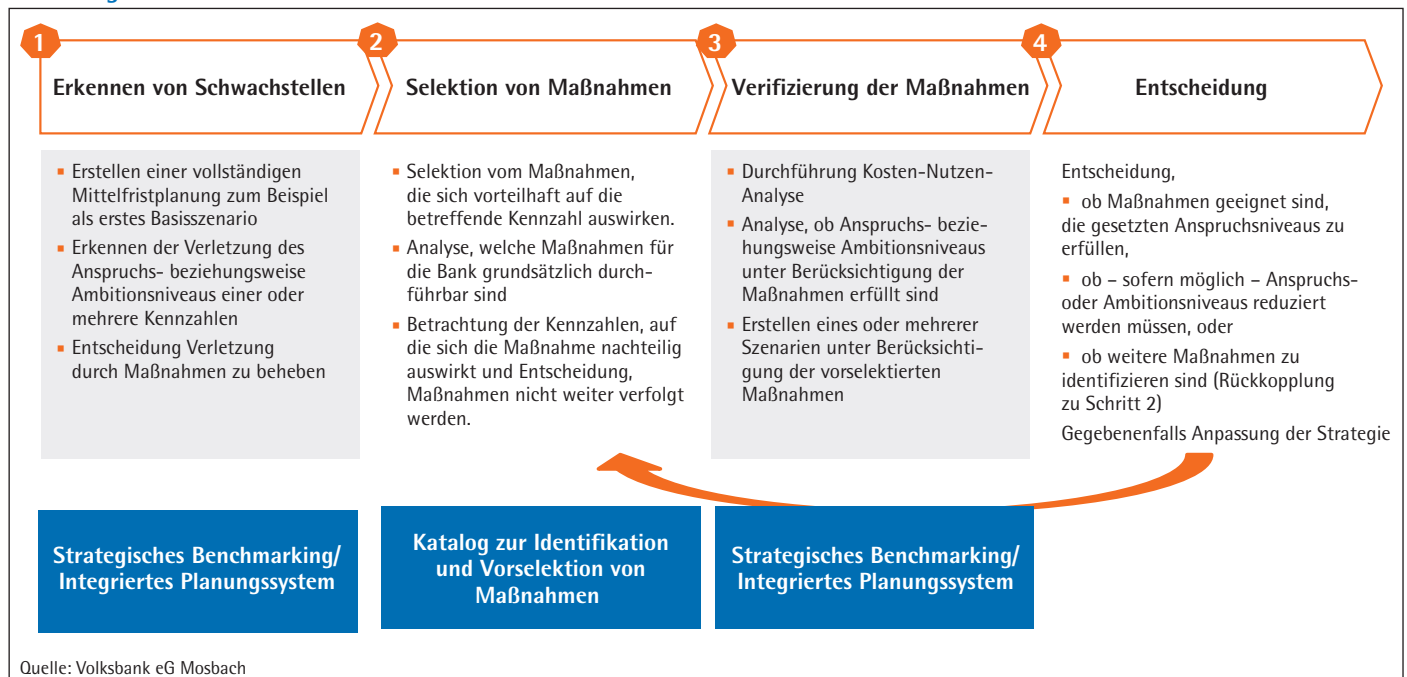 1
Erkennen von Schwachstellen
2
Selektion von Maßnahmen
3
Verifizierung der Maßnahmen
4
Entscheidung
▪ Erstellen einer vollständigen
Mittelfristplanung zum Beispiel
als erstes Basisszenario
▪ Erkennen der Verletzung des
Anspruchs- beziehungsweise
Ambitionsniveaus einer oder
mehrere Kennzahlen
▪ Entscheidung Verletzung
durch Maßnahmen zu beheben
▪ Selektion vom Maßnahmen,
die sich vorteilhaft auf die
betreffende Kennzahl auswirken.
▪ Analyse, welche Maßnahmen für
die Bank grundsätzlich durch-
führbar sind
▪ Betrachtung der Kennzahlen, auf
die sich die Maßnahme nachteilig
auswirkt und Entscheidung,
Maßnahmen nicht weiter verfolgt
werden.
▪ Durchführung Kosten-Nutzen-
Analyse
▪ Analyse, ob Anspruchs- bezie-
hungsweise Ambitionsniveaus
unter Berücksichtigung der
Maßnahmen erfüllt sind
▪ Erstellen eines oder mehrerer
Szenarien unter Berücksichti-
gung der vorselektierten
Maßnahmen
Entscheidung,
▪ ob Maßnahmen geeignet sind,
die gesetzten Anspruchsniveaus zu
erfüllen,
▪ ob – sofern möglich – Anspruchs-
oder Ambitionsniveaus reduziert
werden müssen, oder
▪ ob weitere Maßnahmen zu
identifizieren sind (Rückkopplung
zu Schritt 2)
Gegebenenfalls Anpassung der Strategie
Strategisches Benchmarking/
Integriertes Planungssystem
Katalog zur Identifikation
und Vorselektion von
Maßnahmen
Strategisches Benchmarking/
Integriertes Planungssystem
Quelle: Volksbank eG Mosbach